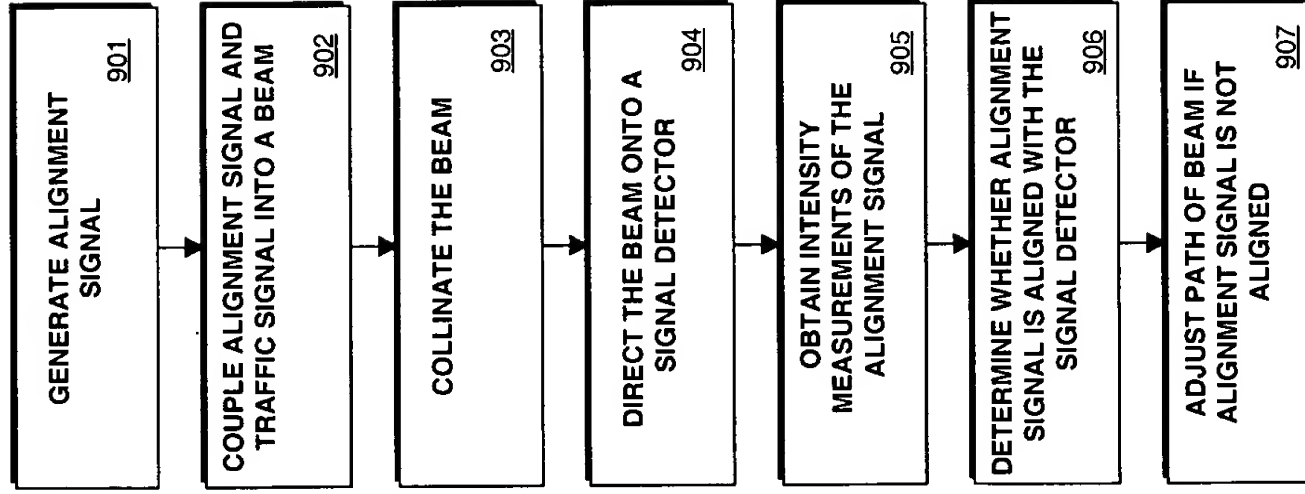 GENERATE ALIGNMENT
SIGNAL
901
COUPLE ALIGNMENT SIGNAL AND
TRAFFIC SIGNAL INTO A BEAM
902
COLLINATE THE BEAM
903
DIRECT THE BEAM ONTO A
SIGNAL DETECTOR
904
OBTAIN INTENSITY
MEASUREMENTS OF THE
ALIGNMENT SIGNAL
905
DETERMINE WHETHER ALIGNMENT
SIGNAL IS ALIGNED WITH THE
SIGNAL DETECTOR
906
ADJUST PATH OF BEAM IF
ALIGNMENT SIGNAL IS NOT
ALIGNED
907